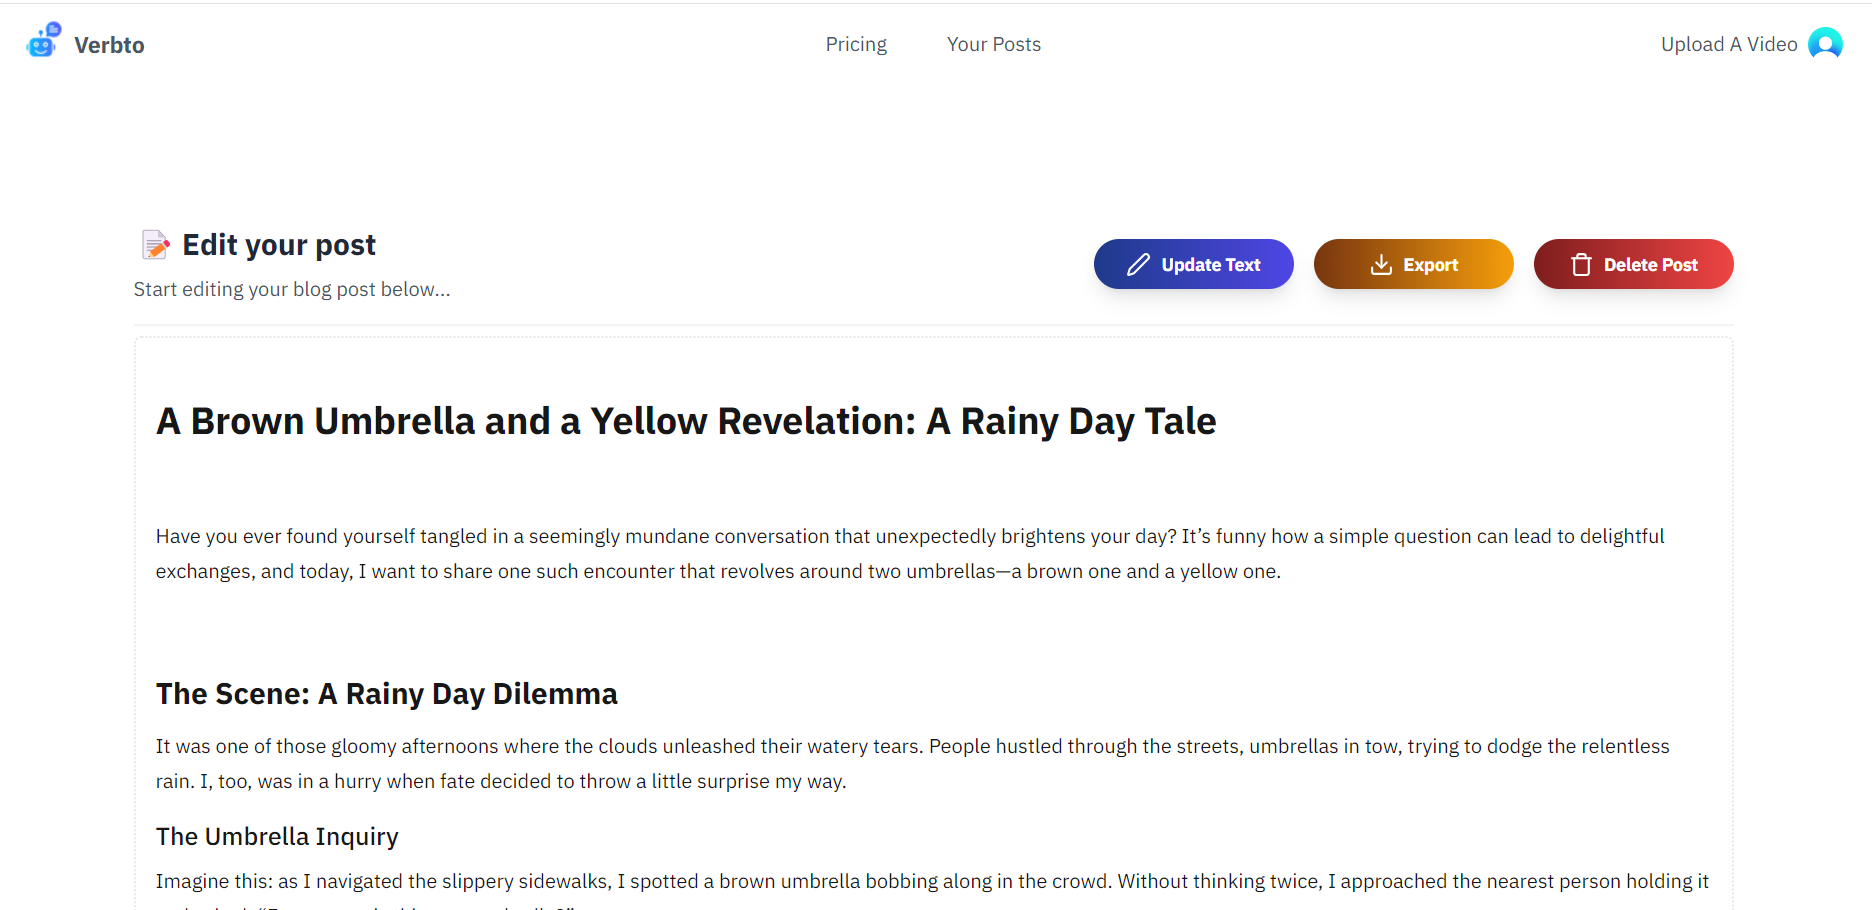 Verbto
Pricing
Your Posts
Upload A Video
Edit your post
Start editing your blog post below...
Update Text
Export
Delete Post
A Brown Umbrella and a Yellow Revelation: A Rainy Day Tale
Have you ever found yourself tangled in a seemingly mundane conversation that unexpectedly brightens your day? It’s funny how a simple question can lead to delightful
exchanges, and today, I want to share one such encounter that revolves around two umbrellas—a brown one and a yellow one.
The Scene: A Rainy Day Dilemma
It was one of those gloomy afternoons where the clouds unleashed their watery tears. People hustled through the streets, umbrellas in tow, trying to dodge the relentless
rain. I, too, was in a hurry when fate decided to throw a little surprise my way.
The Umbrella Inquiry
Imagine this: as I navigated the slippery sidewalks, I spotted a brown umbrella bobbing along in the crowd. Without thinking twice, I approached the nearest person holding it